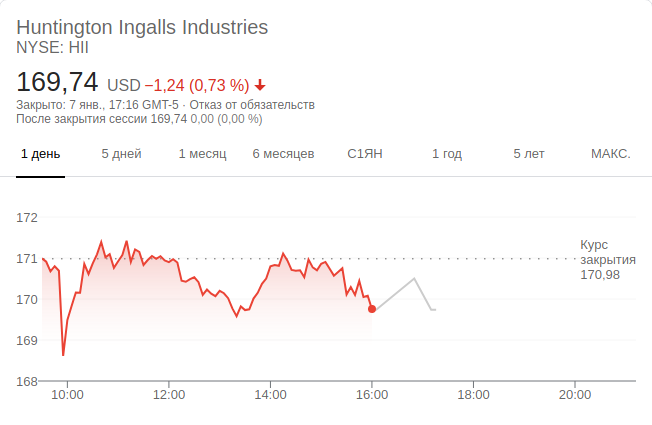 Huntington Ingalls Industries
NYSE: HII
169,74 USD −1,24 (0,73 %)
Закрыто: 7 янв., 17:16 GMT-5 · Отказ от обязательств
После закрытия сессии 169,74 0,00 (0,00 %)
1 день 5 дней 1 месяц 6 месяцев С1ЯН 1 год 5 лет МАКС.
172
171
170
169
168
Курс
закрытия
170,98
10:00 12:00 14:00 16:00 18:00 20:00